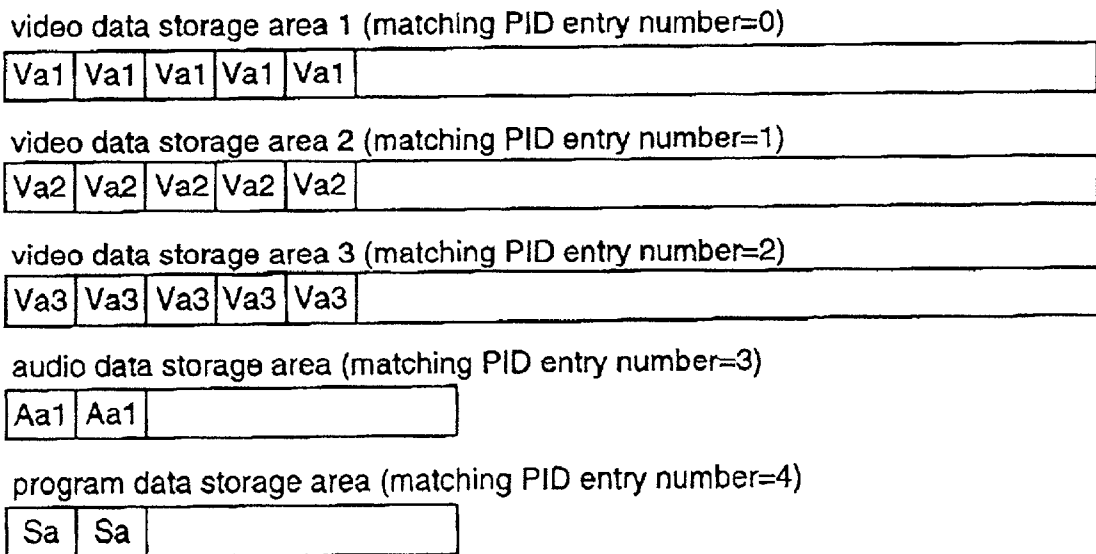 video data storage area 1 (matching PID entry number=0)
Va1 Va1 Va1 Va1 Va1
video data storage area 2 (matching PID entry number=1)
Va2 Va2 Va2 Va2 Va2
video data storage area 3 (matching PID entry number=2)
Va3 Va3 Va3 Va3 Va3
audio data storage area (matching PID entry number=3)
Aa1 Aa1
program data storage area (matching PID entry number=4)
Sa Sa